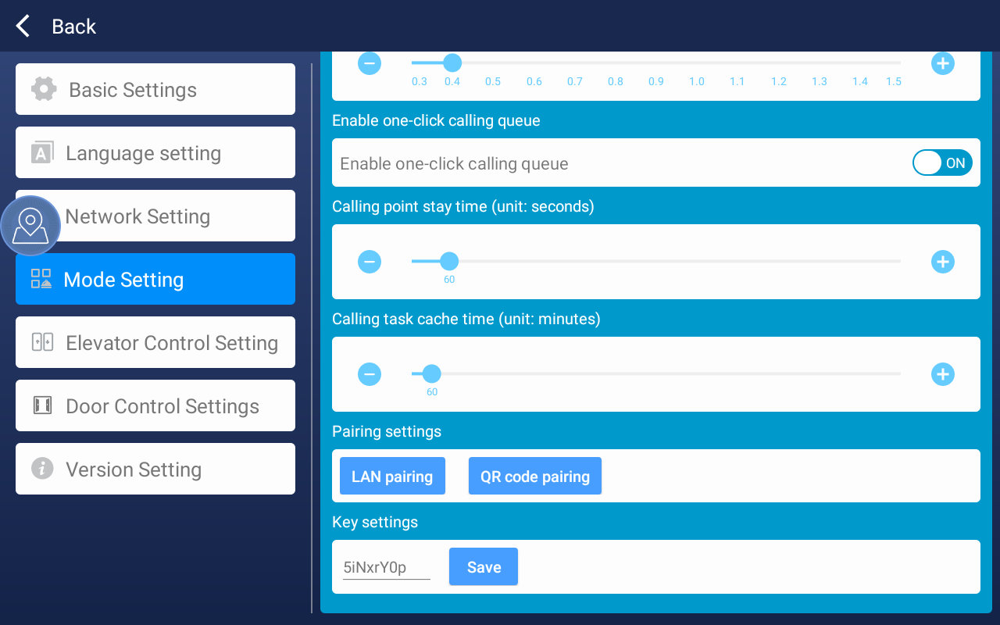 Back
Basic Settings
Language setting
Network Setting
Mode Setting
Elevator Control Setting
Door Control Settings
Version Setting
0.3 0.4 0.5 0.6 0.7 0.8 0.9 1.0 1.1 1.2 1.3 1.4 1.5
Enable one-click calling queue
Enable one-click calling queue ON
Calling point stay time (unit: seconds)
60
Calling task cache time (unit: minutes)
60
Pairing settings
LAN pairing QR code pairing
Key settings
5iNxrY0p Save